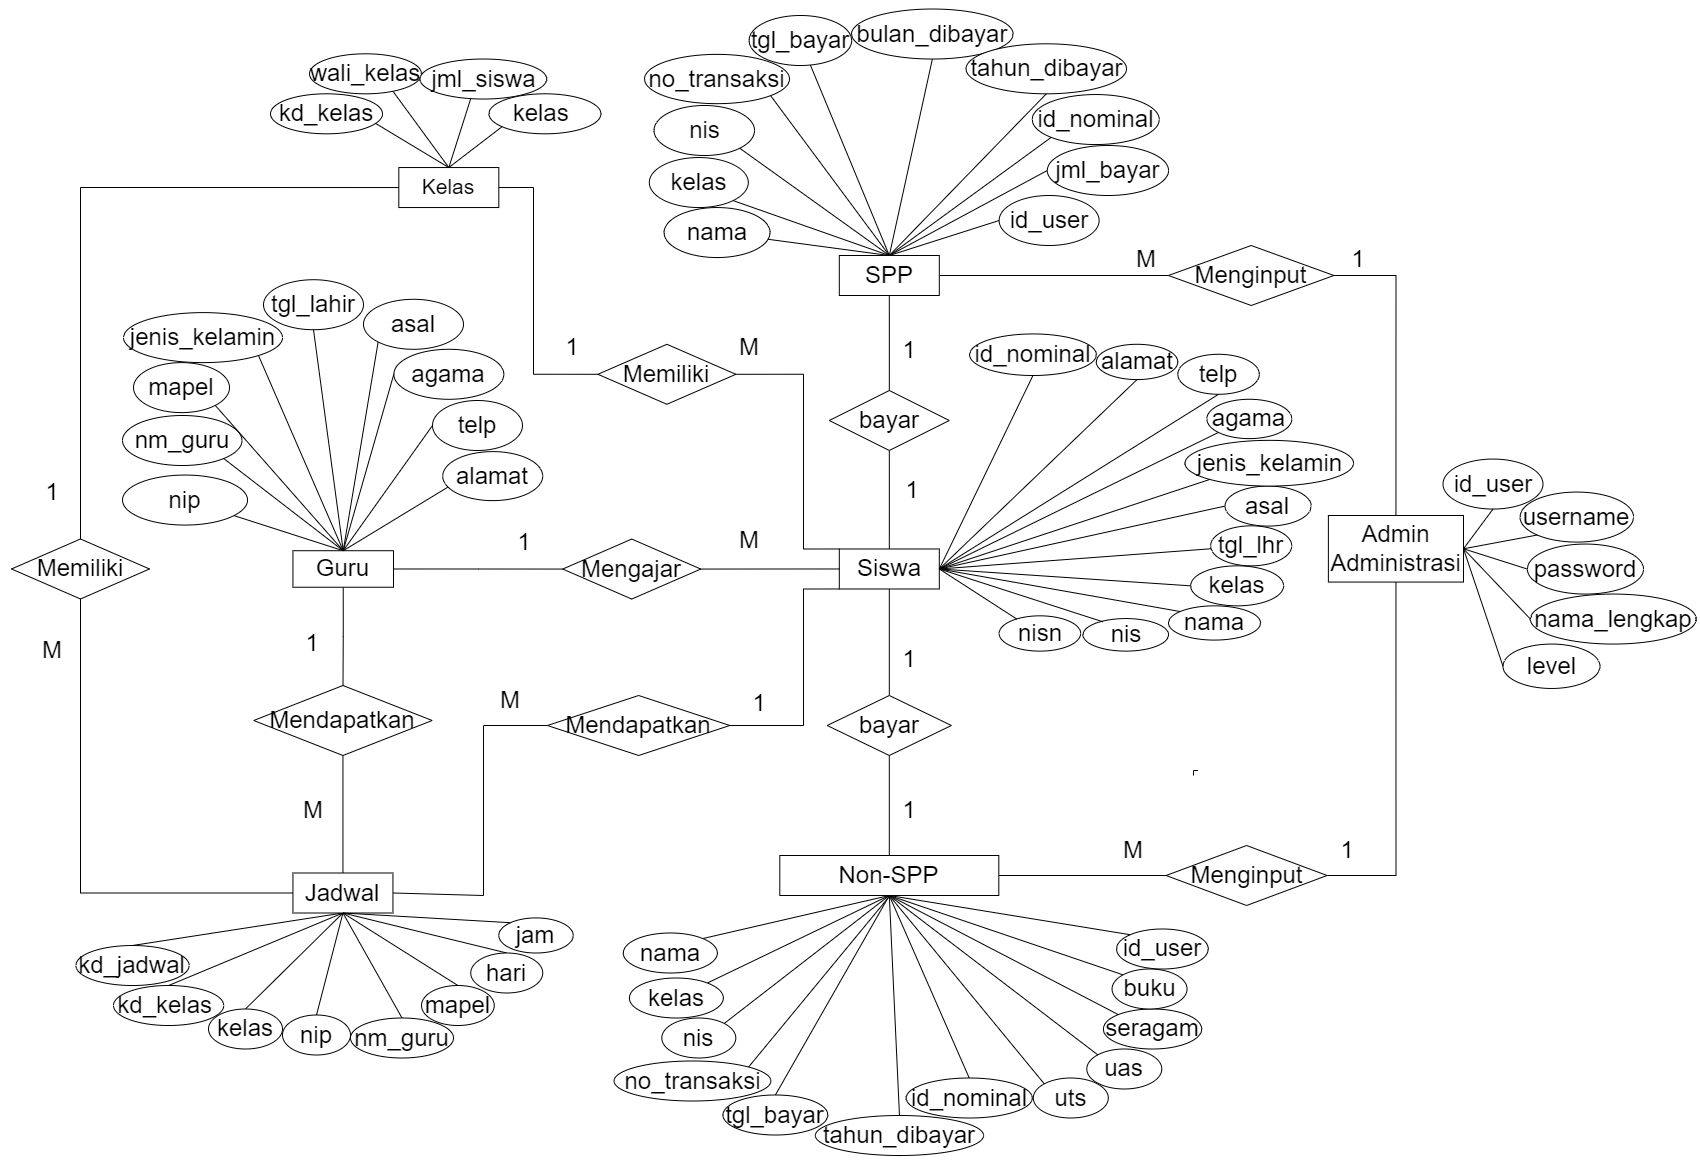 tgl_bayar
bulan_dibayar
wali_kelas
jml_siswa
no_transaksi
tahun_dibayar
kd_kelas
kelas
nis
id_nominal
Kelas
kelas
jml_bayar
nama
id_user
SPP
M
Menginput
1
tgl_lahir
jenis_kelamin
asal
1
Memiliki
M
1
id_nominal
alamat
telp
mapel
agama
bayar
agama
nm_guru
telp
jenis_kelamin
nip
alamat
1
1
asal
id_user
username
Memiliki
Guru
1
Mengajar
M
Siswa
tgl_lhr
Admin
Administrasi
password
kelas
nama
nama_lengkap
nisn
nis
M
1
1
level
Mendapatkan
M
Mendapatkan
1
bayar
M
1
Jadwal
Non-SPP
M
Menginput
1
jam
kd_jadwal
hari
kd_kelas
mapel
kelas
nip
nm_guru
nama
id_user
kelas
buku
nis
seragam
no_transaksi
uas
tgl_bayar
id_nominal
uts
tahun_dibayar